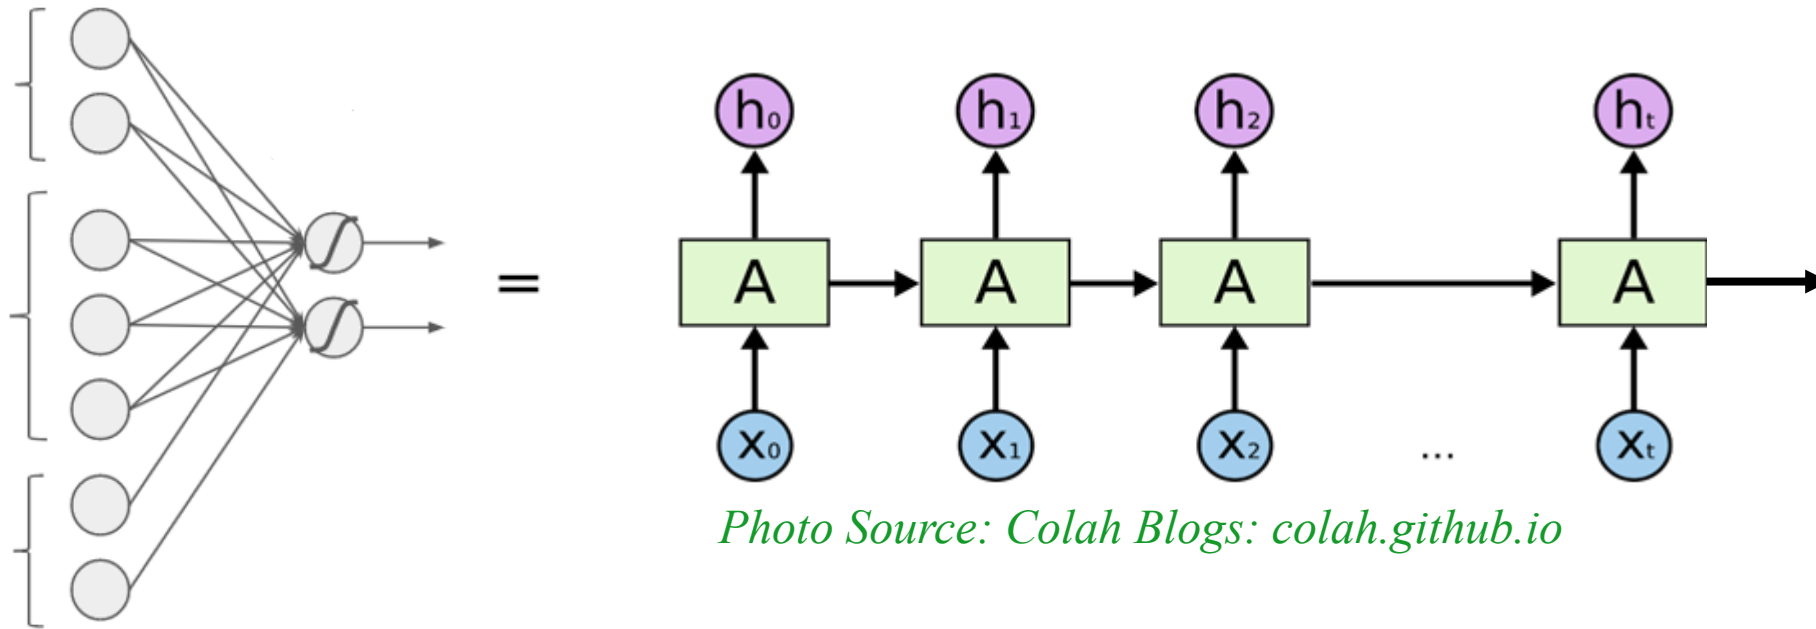 h0 h1 h2 ht
= A A A A
x0 x1 x2 ... xt
Photo Source: Colah Blogs: colah.github.io